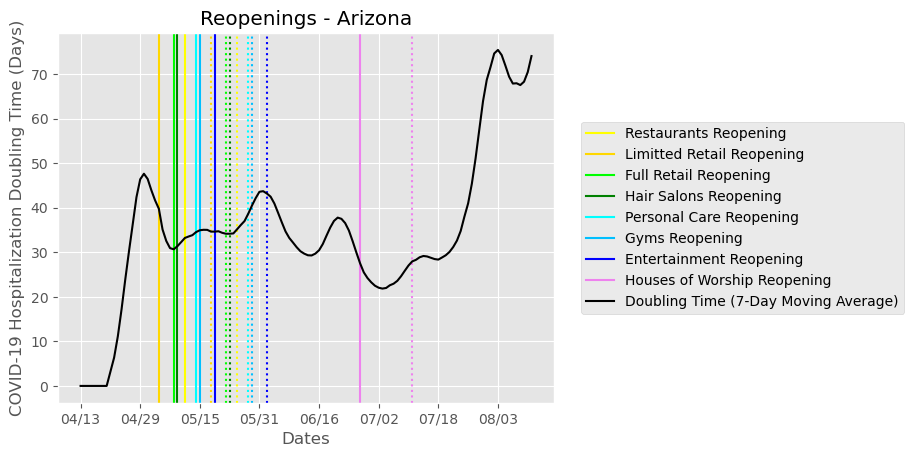 Reopenings - Arizona
COVID-19 Hospitalization Doubling Time (Days)
70
60
50
40
30
20
10
0
04/13 04/29 05/15 05/31 06/16 07/02 07/18 08/03
Dates
Restaurants Reopening
Limitted Retail Reopening
Full Retail Reopening
Hair Salons Reopening
Personal Care Reopening
Gyms Reopening
Entertainment Reopening
Houses of Worship Reopening
Doubling Time (7-Day Moving Average)